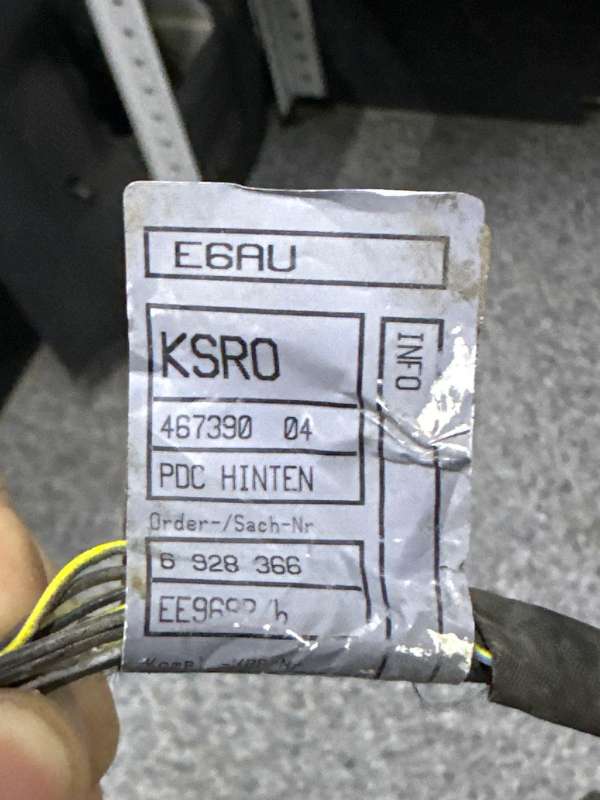 E6AU
KSRO
INFO
467390 04
PDC HINTEN
Order-/Sach-Nr
6 928 366